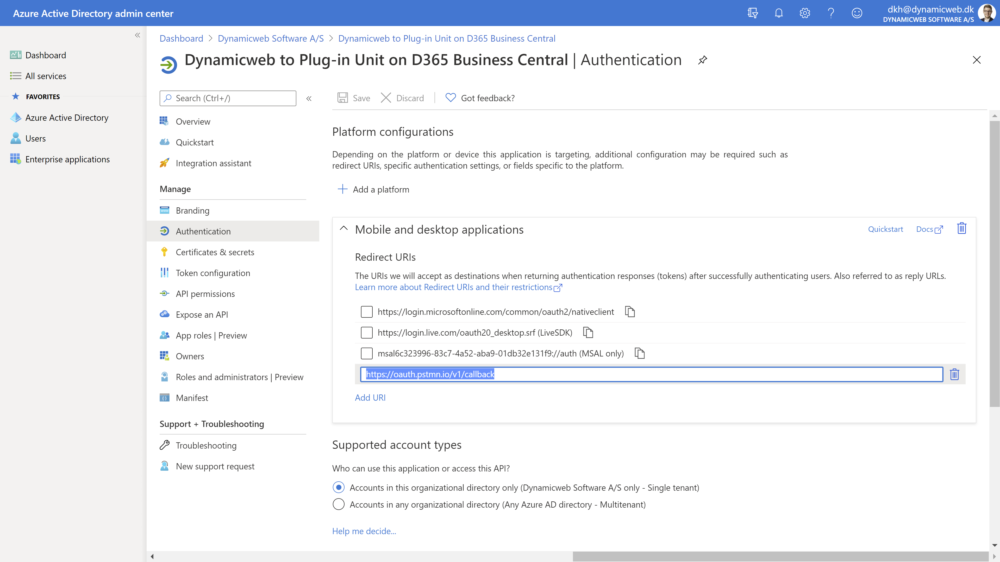 Azure Active Directory admin center
dkh@dynamicweb.dk
DYNAMICWEB SOFTWARE A/S
Dashboard
All services
FAVORITES
Azure Active Directory
Users
Enterprise applications
Dashboard > Dynamicweb Software A/S > Dynamicweb to Plug-in Unit on D365 Business Central
Dynamicweb to Plug-in Unit on D365 Business Central | Authentication
Search (Ctrl+/)
Overview
Quickstart
Integration assistant
Manage
Branding
Authentication
Certificates & secrets
Token configuration
API permissions
Expose an API
App roles | Preview
Owners
Roles and administrators | Preview
Manifest
Support + Troubleshooting
Troubleshooting
New support request
Save
Discard
Got feedback?
Platform configurations
Depending on the platform or device this application is targeting, additional configuration may be required such as
redirect URIs, specific authentication settings, or fields specific to the platform.
Add a platform
Mobile and desktop applications
Quickstart
Docs
Redirect URIs
The URIs we will accept as destinations when returning authentication responses (tokens) after successfully authenticating users. Also referred to as reply URLs.
Learn more about Redirect URIs and their restrictions
https://login.microsoftonline.com/common/oauth2/nativeclient
https://login.live.com/oauth20_desktop.srf (LiveSDK)
msal6c323996-83c7-4a52-aba9-01db32e131f9://auth (MSAL only)
https://oauth.pstmn.io/v1/callback
Add URI
Supported account types
Who can use this application or access this API?
Accounts in this organizational directory only (Dynamicweb Software A/S only - Single tenant)
Accounts in any organizational directory (Any Azure AD directory - Multitenant)
Help me decide...